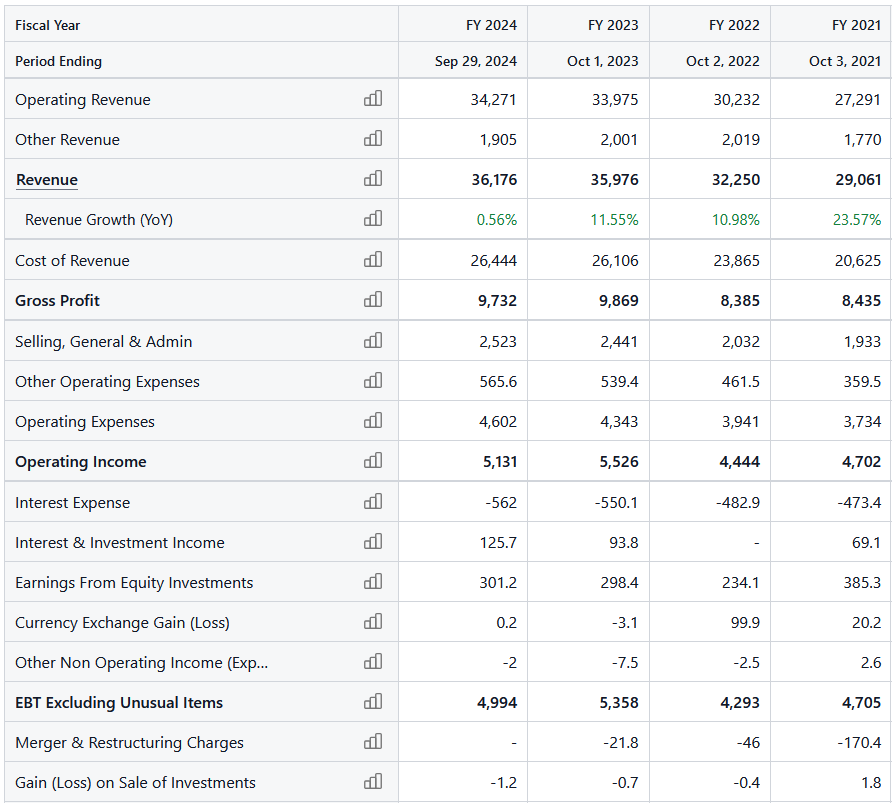 Fiscal Year FY 2024 FY 2023 FY 2022 FY 2021
Period Ending Sep 29, 2024 Oct 1, 2023 Oct 2, 2022 Oct 3, 2021
Operating Revenue 34,271 33,975 30,232 27,291
Other Revenue 1,905 2,001 2,019 1,770
Revenue 36,176 35,976 32,250 29,061
Revenue Growth (YoY) 0.56% 11.55% 10.98% 23.57%
Cost of Revenue 26,444 26,106 23,865 20,625
Gross Profit 9,732 9,869 8,385 8,435
Selling, General & Admin 2,523 2,441 2,032 1,933
Other Operating Expenses 565.6 539.4 461.5 359.5
Operating Expenses 4,602 4,343 3,941 3,734
Operating Income 5,131 5,526 4,444 4,702
Interest Expense -562 -550.1 -482.9 -473.4
Interest & Investment Income 125.7 93.8 - 69.1
Earnings From Equity Investments 301.2 298.4 234.1 385.3
Currency Exchange Gain (Loss) 0.2 -3.1 99.9 20.2
Other Non Operating Income (Exp... -2 -7.5 -2.5 2.6
EBT Excluding Unusual Items 4,994 5,358 4,293 4,705
Merger & Restructuring Charges - -21.8 -46 -170.4
Gain (Loss) on Sale of Investments -1.2 -0.7 -0.4 1.8